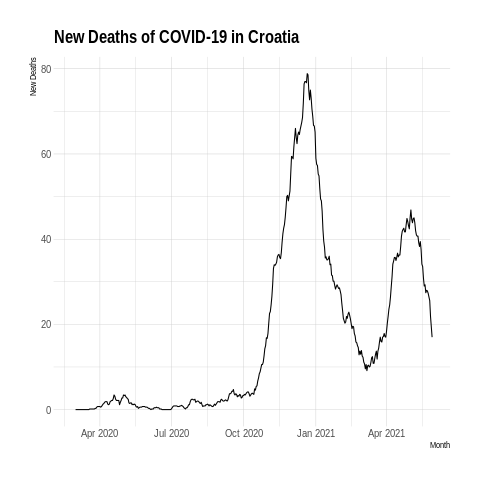 New Deaths of COVID-19 in Croatia
New Deaths
80
60
40
20
0
Apr 2020 Jul 2020 Oct 2020 Jan 2021 Apr 2021
Month